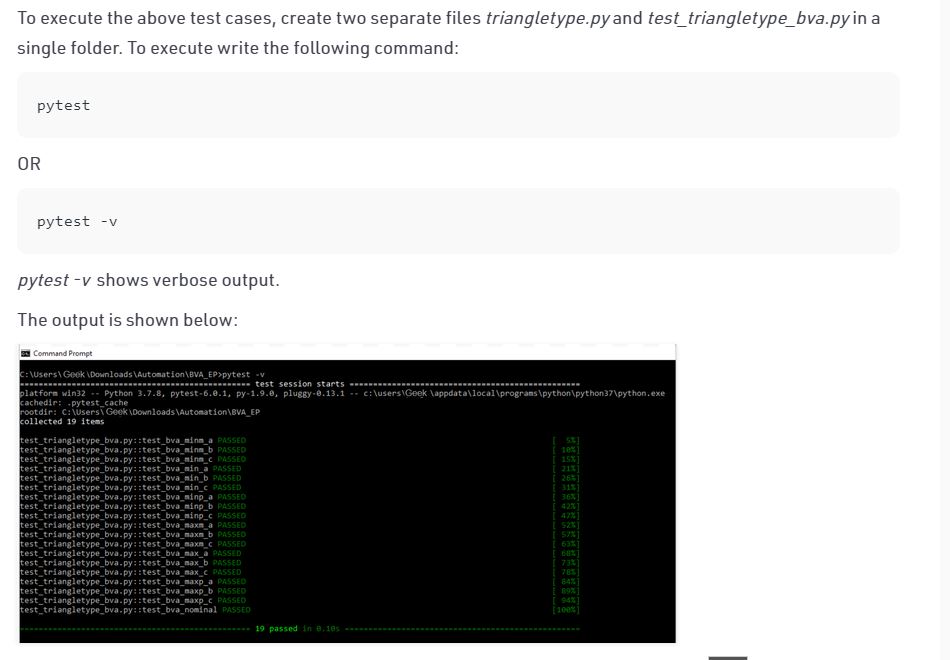 To execute the above test cases, create two separate files triangletype.py and test_triangletype_bva.py in a
single folder. To execute write the following command:
pytest
OR
pytest -v
pytest -v shows verbose output.
The output is shown below:
Command Prompt
C:\Users\Geek\Downloads\Automation\BVA_EP>pytest -v
================================================= test session starts =================================================
platform win32 -- Python 3.7.8, pytest-6.0.1, py-1.9.0, pluggy-0.13.1 -- c:\users\Geek\appdata\local\programs\python\python37\python.exe
cachedir: .pytest_cache
rootdir: C:\Users\Geek\Downloads\Automation\BVA_EP
collected 19 items
test_triangletype_bva.py::test_bva_minm_a PASSED [ 5%]
test_triangletype_bva.py::test_bva_minm_b PASSED [ 10%]
test_triangletype_bva.py::test_bva_minm_c PASSED [ 15%]
test_triangletype_bva.py::test_bva_min_a PASSED [ 21%]
test_triangletype_bva.py::test_bva_min_b PASSED [ 26%]
test_triangletype_bva.py::test_bva_min_c PASSED [ 31%]
test_triangletype_bva.py::test_bva_minp_a PASSED [ 36%]
test_triangletype_bva.py::test_bva_minp_b PASSED [ 42%]
test_triangletype_bva.py::test_bva_minp_c PASSED [ 47%]
test_triangletype_bva.py::test_bva_maxm_a PASSED [ 52%]
test_triangletype_bva.py::test_bva_maxm_b PASSED [ 57%]
test_triangletype_bva.py::test_bva_maxm_c PASSED [ 63%]
test_triangletype_bva.py::test_bva_max_a PASSED [ 68%]
test_triangletype_bva.py::test_bva_max_b PASSED [ 73%]
test_triangletype_bva.py::test_bva_max_c PASSED [ 78%]
test_triangletype_bva.py::test_bva_maxp_a PASSED [ 84%]
test_triangletype_bva.py::test_bva_maxp_b PASSED [ 89%]
test_triangletype_bva.py::test_bva_maxp_c PASSED [ 94%]
test_triangletype_bva.py::test_bva_nominal PASSED [100%]
================================================= 19 passed in 0.10s =================================================